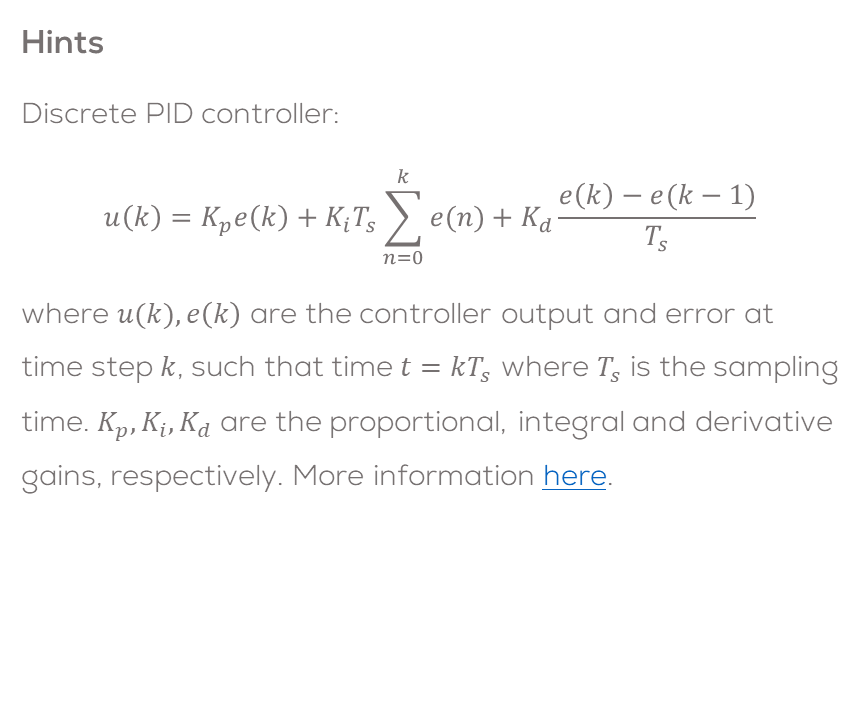 Hints
Discrete PID controller:
u(k) = K_p e(k) + K_i T_s ∑_{n=0}^{k} e(n) + K_d \frac{e(k) − e(k − 1)}{T_s}
where u(k), e(k) are the controller output and error at
time step k, such that time t = kT_s where T_s is the sampling
time. K_p, K_i, K_d are the proportional, integral and derivative
gains, respectively. More information here.